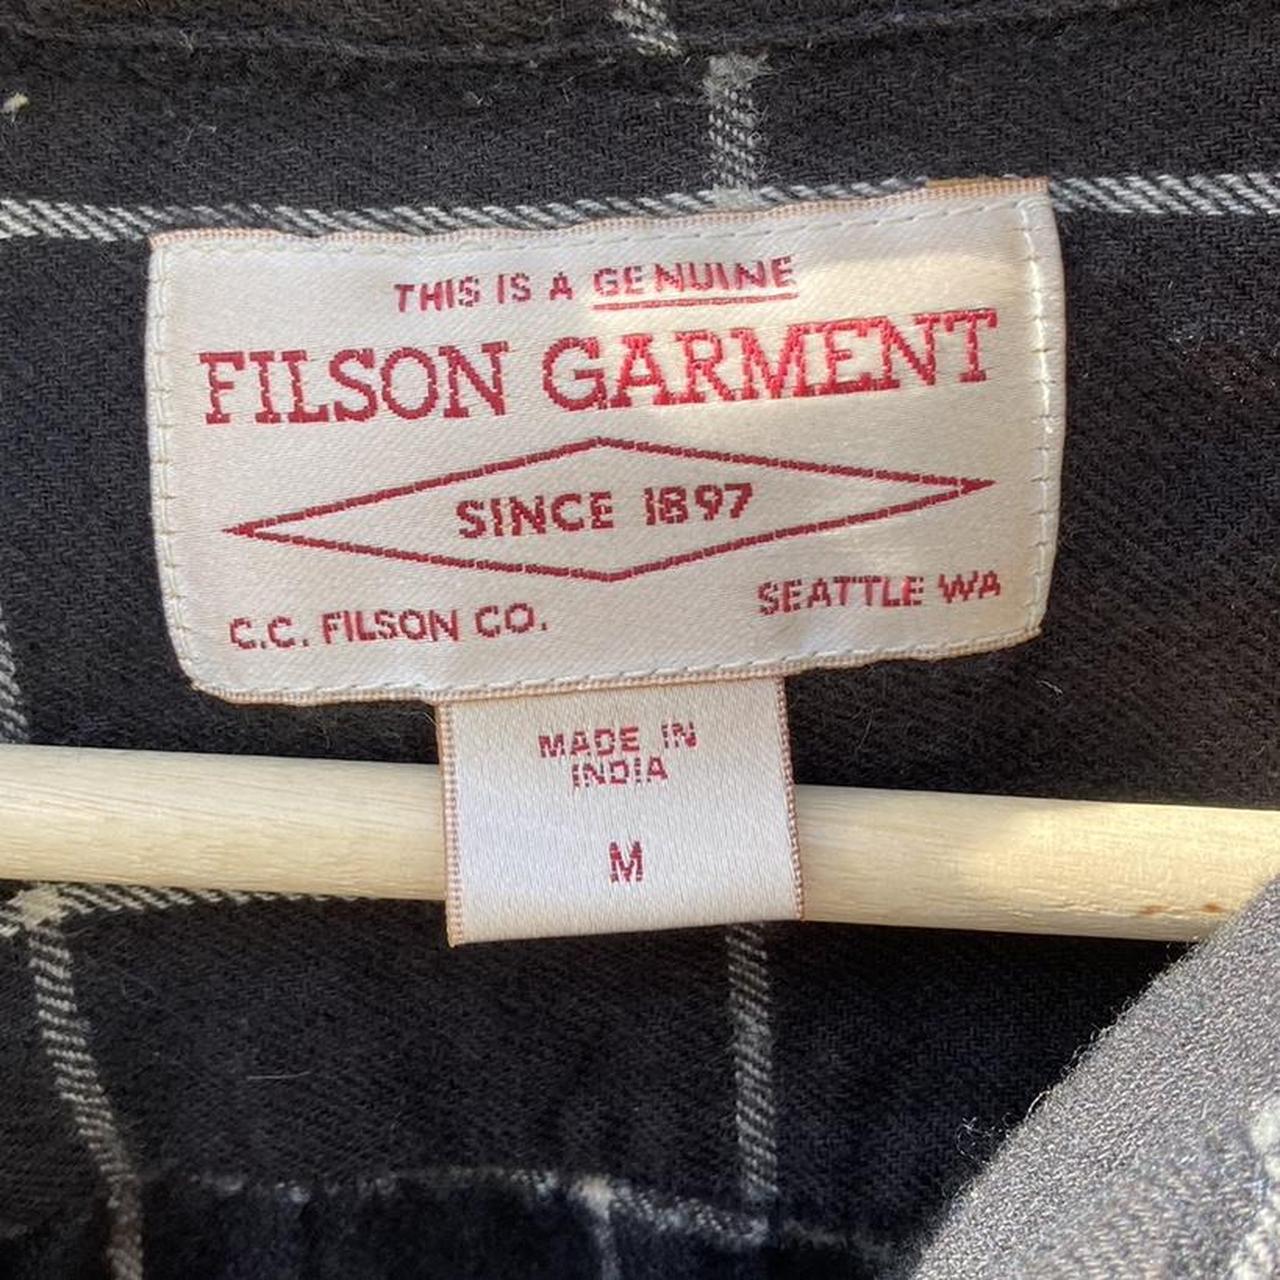 THIS IS A GENUINE
FILSON GARMENT
SINCE 1897
C.C. FILSON CO. SEATTLE WA
MADE IN
INDIA
M